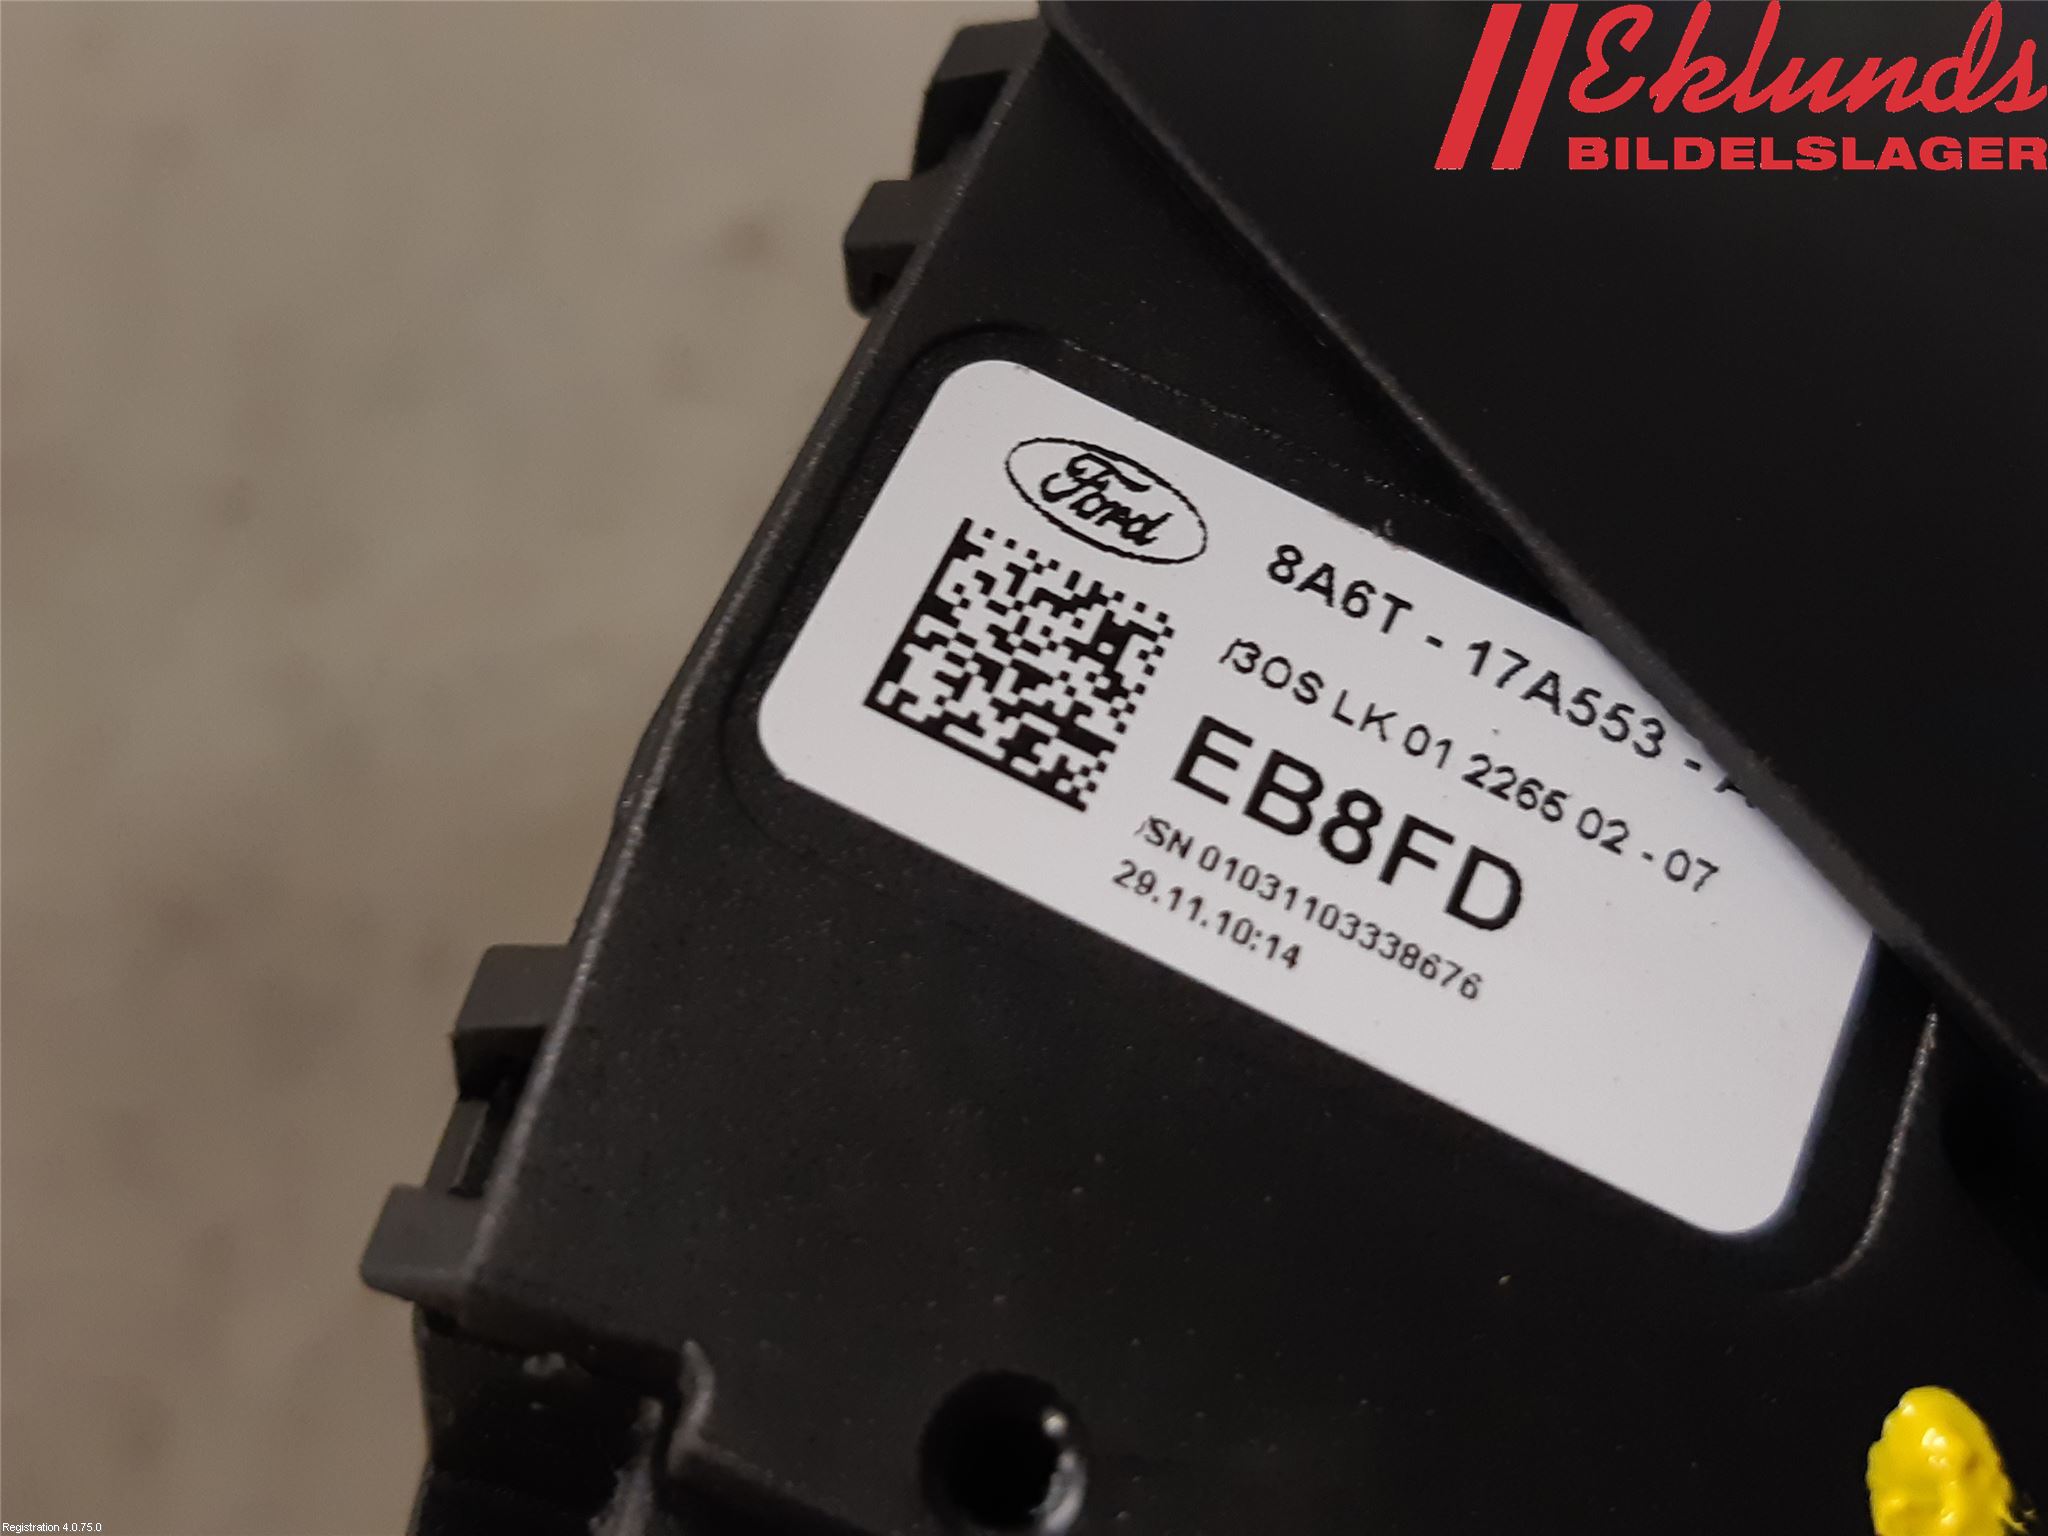 Eklunds
BILDELSLAGER
Ford
8A6T - 17A553 -
/3OS LK 01 2265 02 - 07
EB8FD
/SN 01031103338676
29.11.10:14
Registration 4.0.75.0